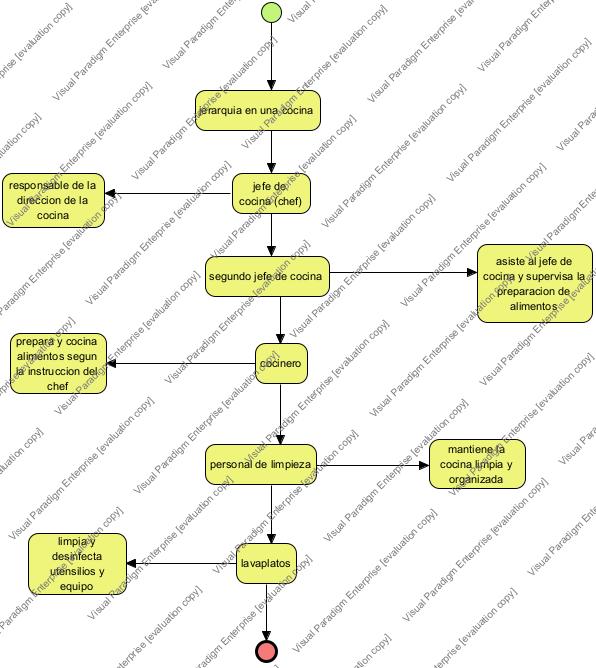 jerarquia en una cocina
jefe de
cocina (chef)
responsable de la
direccion de la
cocina
segundo jefe de cocina
asiste al jefe de
cocina y supervisa la
preparacion de
alimentos
cocinero
prepara y cocina
alimentos segun
la instruccion del
chef
personal de limpieza
mantiene la
cocina limpia y
organizada
lavaplatos
limpia y
desinfecta
utensilios y
equipo
Visual Paradigm Enterprise [evaluation copy]